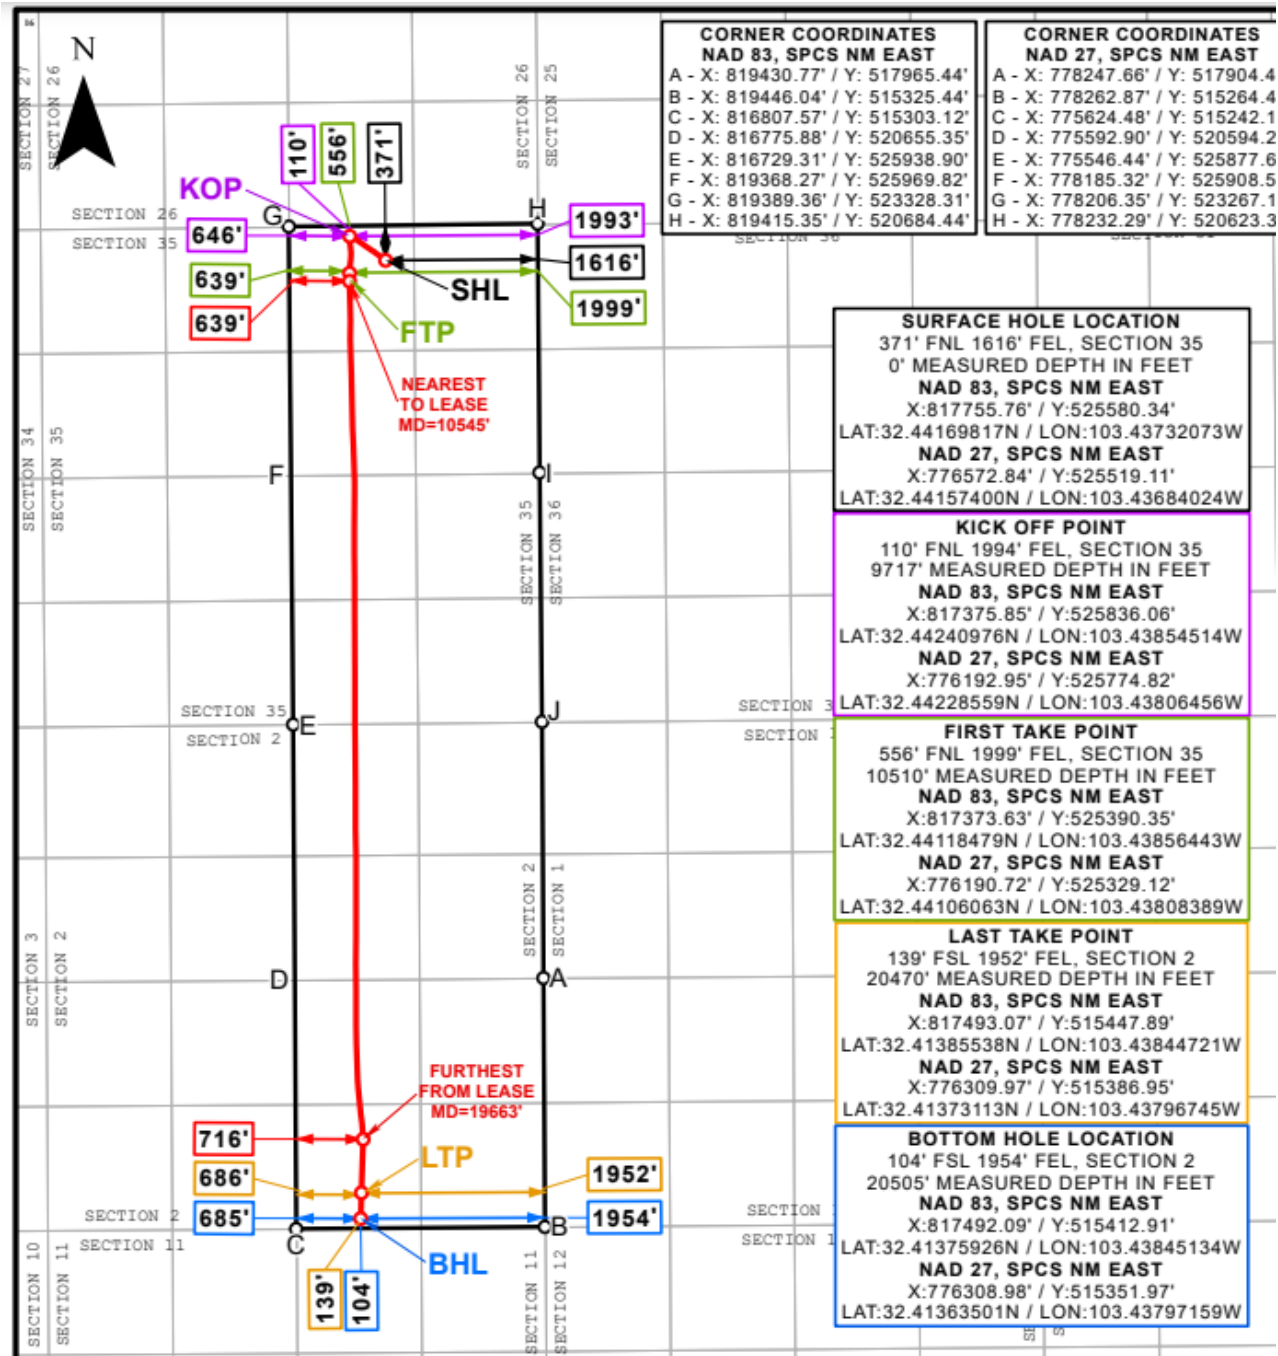 16
N
SECTION 27
SECTION 26
SECTION 26
SECTION 25
CORNER COORDINATES
NAD 83, SPCS NM EAST
A - X: 819430.77' / Y: 517965.44'
B - X: 819446.04' / Y: 515325.44'
C - X: 816807.57' / Y: 515303.12'
D - X: 816775.88' / Y: 520655.35'
E - X: 816729.31' / Y: 525938.90'
F - X: 819368.27' / Y: 525969.82'
G - X: 819389.36' / Y: 523328.31'
H - X: 819415.35' / Y: 520684.44'
CORNER COORDINATES
NAD 27, SPCS NM EAST
A - X: 778247.66' / Y: 517904.4
B - X: 778262.87' / Y: 515264.4
C - X: 775624.48' / Y: 515242.1
D - X: 775592.90' / Y: 520594.2
E - X: 775546.44' / Y: 525877.6
F - X: 778185.32' / Y: 525908.5
G - X: 778206.35' / Y: 523267.1
H - X: 778232.29' / Y: 520623.3
110'
556'
371'
KOP
SECTION 26
SECTION 35
G
H
646'
1993'
SECTION 36
639'
1616'
SHL
639'
1999'
FTP
NEAREST
TO LEASE
MD=10545'
SECTION 34
SECTION 35
F
I
SECTION 35
SECTION 36
SECTION 35
SECTION 2
E
J
SECTION 3
SECTION
SECTION 2
SECTION 1
SECTION 3
SECTION 2
D
A
FURTHEST
FROM LEASE
MD=19663'
716'
LTP
686'
1952'
685'
1954'
SECTION 2
SECTION 11
C
B
SECTION
SECTION 1
BHL
139'
104'
SECTION 10
SECTION 11
SECTION 11
SECTION 12
SURFACE HOLE LOCATION
371' FNL 1616' FEL, SECTION 35
0' MEASURED DEPTH IN FEET
NAD 83, SPCS NM EAST
X:817755.76' / Y:525580.34'
LAT:32.44169817N / LON:103.43732073W
NAD 27, SPCS NM EAST
X:776572.84' / Y:525519.11'
LAT:32.44157400N / LON:103.43684024W
KICK OFF POINT
110' FNL 1994' FEL, SECTION 35
9717' MEASURED DEPTH IN FEET
NAD 83, SPCS NM EAST
X:817375.85' / Y:525836.06'
LAT:32.44240976N / LON:103.43854514W
NAD 27, SPCS NM EAST
X:776192.95' / Y:525774.82'
LAT:32.44228559N / LON:103.43806456W
FIRST TAKE POINT
556' FNL 1999' FEL, SECTION 35
10510' MEASURED DEPTH IN FEET
NAD 83, SPCS NM EAST
X:817373.63' / Y:525390.35'
LAT:32.44118479N / LON:103.43856443W
NAD 27, SPCS NM EAST
X:776190.72' / Y:525329.12'
LAT:32.44106063N / LON:103.43808389W
LAST TAKE POINT
139' FSL 1952' FEL, SECTION 2
20470' MEASURED DEPTH IN FEET
NAD 83, SPCS NM EAST
X:817493.07' / Y:515447.89'
LAT:32.41385538N / LON:103.43844721W
NAD 27, SPCS NM EAST
X:776309.97' / Y:515386.95'
LAT:32.41373113N / LON:103.43796745W
BOTTOM HOLE LOCATION
104' FSL 1954' FEL, SECTION 2
20505' MEASURED DEPTH IN FEET
NAD 83, SPCS NM EAST
X:817492.09' / Y:515412.91'
LAT:32.41375926N / LON:103.43845134W
NAD 27, SPCS NM EAST
X:776308.98' / Y:515351.97'
LAT:32.41363501N / LON:103.43797159W